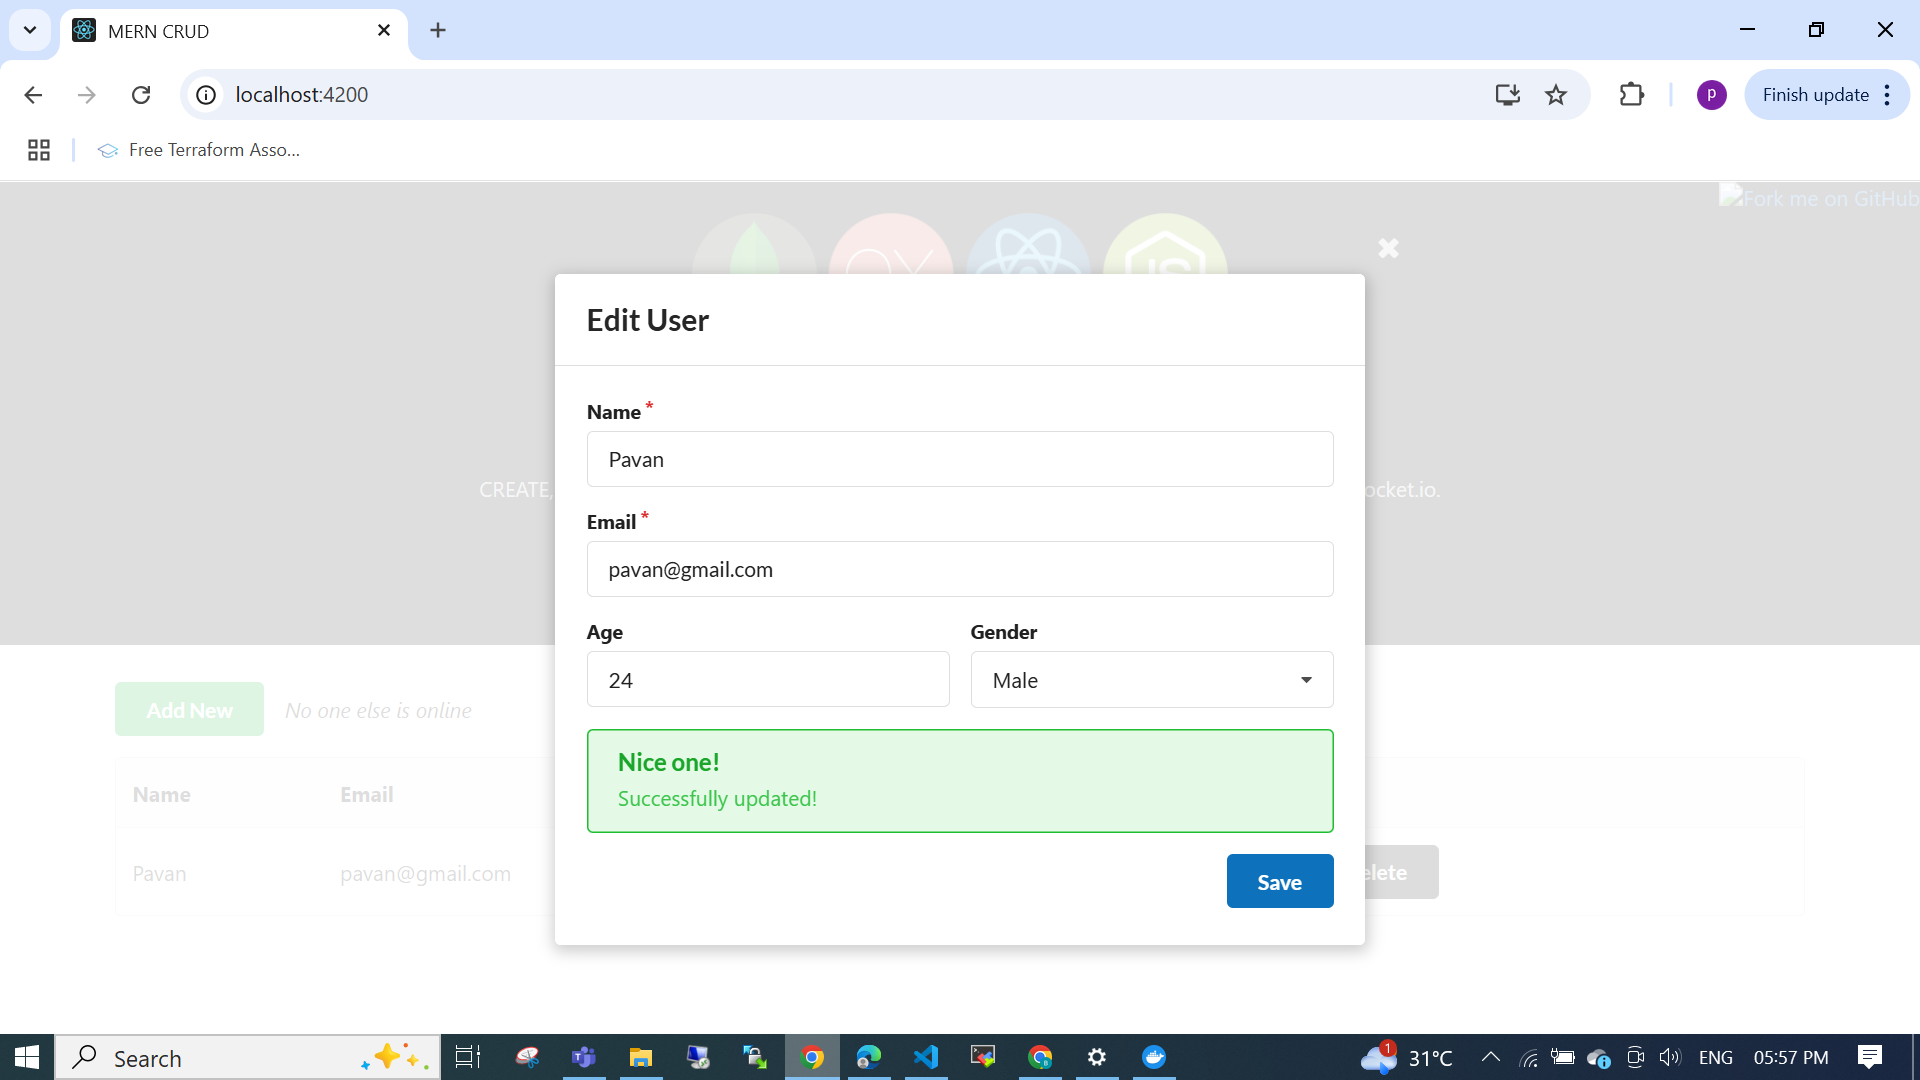 MERN CRUD
localhost:4200
P
Finish update
Free Terraform Asso...
Fork me on GitHub
JS
Edit User
Name *
Pavan
CREATE,
ocket.io.
Email *
pavan@gmail.com
Age
Gender
24
Male
Add New
No one else is online
Nice one!
Successfully updated!
Name
Email
Pavan
pavan@gmail.com
elete
Save
Search
1
31°C
ENG
05:57 PM